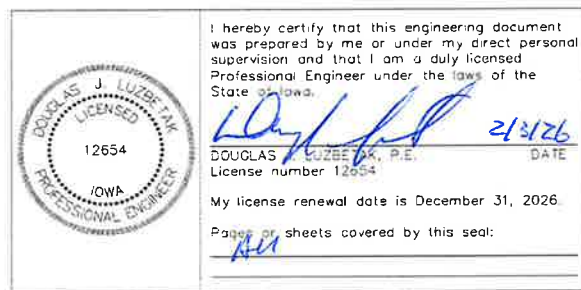 DOUGLAS J. LUZBETAK
LICENSED
12654
IOWA
PROFESSIONAL ENGINEER
I hereby certify that this engineering document
was prepared by me or under my direct personal
supervision and that I am a duly licensed
Professional Engineer under the laws of the
State of Iowa.
2/3/26
DOUGLAS J. LUZBETAK, P.E. DATE
License number 12654
My license renewal date is December 31, 2026.
Pages or sheets covered by this seal:
All